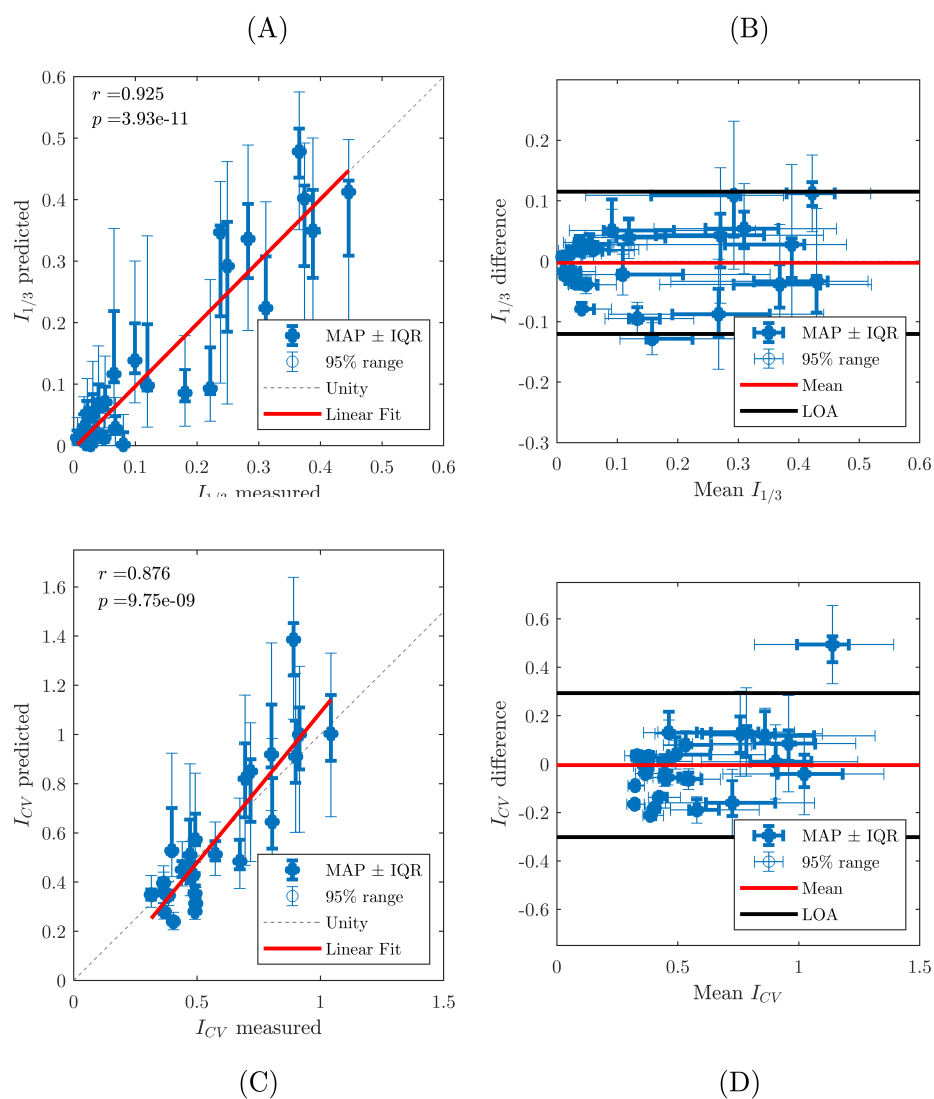 (A)
(B)
r =0.925
p =3.93e-11
0.6
0.5
0.4
0.3
0.2
0.1
0
I1/3 predicted
0 0.1 0.2 0.3 0.4 0.5 0.6
I1/3 measured
MAP ± IQR
95% range
Unity
Linear Fit
0.2
0.1
0
-0.1
-0.2
-0.3
I1/3 difference
0 0.1 0.2 0.3 0.4 0.5 0.6
Mean I1/3
MAP ± IQR
95% range
Mean
LOA
r =0.876
p =9.75e-09
1.6
1.4
1.2
1
0.8
0.6
0.4
0.2
0
ICV predicted
0 0.5 1 1.5
ICV measured
MAP ± IQR
95% range
Unity
Linear Fit
0.6
0.4
0.2
0
-0.2
-0.4
-0.6
ICV difference
0 0.5 1 1.5
Mean ICV
MAP ± IQR
95% range
Mean
LOA
(C)
(D)